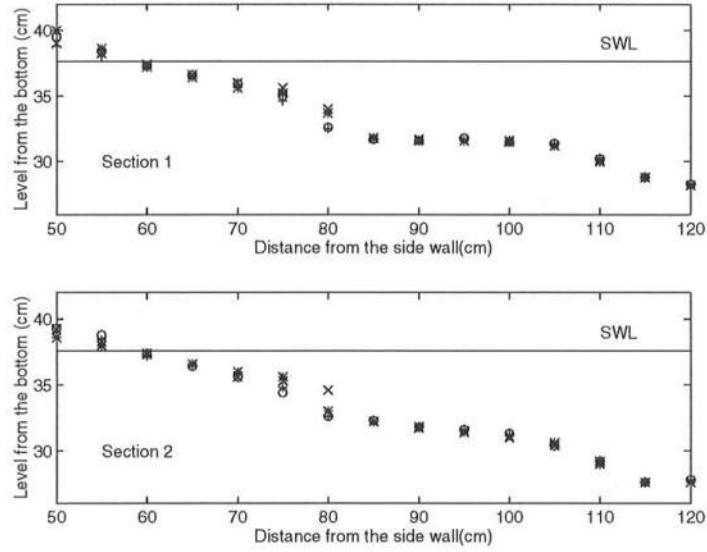 40
35
30
Level from the bottom (cm)
SWL
Section 1
50 60 70 80 90 100 110 120
Distance from the side wall(cm)
40
35
30
Level from the bottom (cm)
SWL
Section 2
50 60 70 80 90 100 110 120
Distance from the side wall(cm)